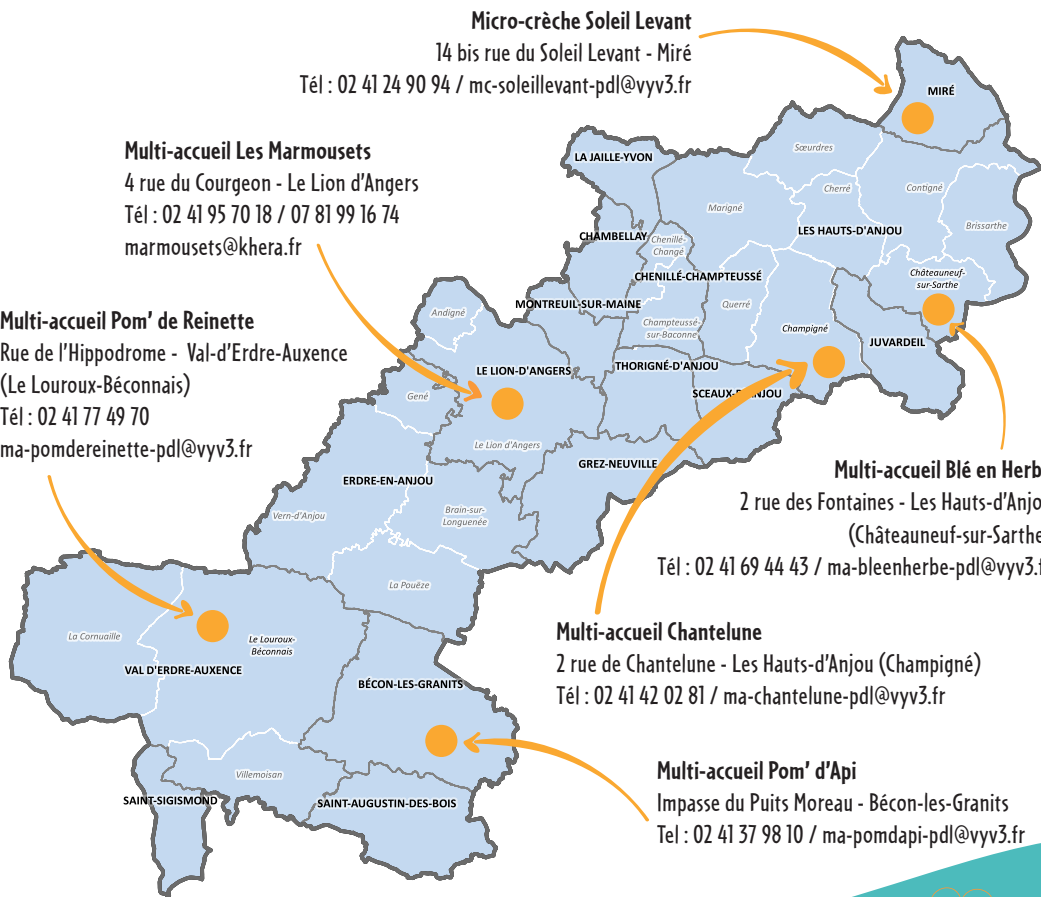 Micro-crèche Soleil Levant
14 bis rue du Soleil Levant - Miré
Tél : 02 41 24 90 94 / mc-soleillevant-pdl@vyv3.fr
Multi-accueil Les Marmousets
4 rue du Courgeon - Le Lion d'Angers
Tél : 02 41 95 70 18 / 07 81 99 16 74
marmousets@khera.fr
Multi-accueil Pom' de Reinette
Rue de l'Hippodrome - Val-d'Erdre-Auxence
(Le Louroux-Béconnais)
Tél : 02 41 77 49 70
ma-pomdereinette-pdl@vyv3.fr
MIRÉ
LA JAILLE-YVON
Sœurdres
Cherré
Contigné
Marigné
Brissarthe
LES HAUTS-D'ANJOU
CHAMBELLAY
Chenillé-
Changé
CHENILLÉ-CHAMPTEUSSÉ
Châteauneuf-
sur-Sarthe
Querré
MONTREUIL-SUR-MAINE
Andigné
Champteussé-
sur-Baconne
Champigné
JUVARDEIL
LE LION-D'ANGERS
THORIGNÉ-D'ANJOU
SCEAUX-D'ANJOU
Gené
Le Lion d'Angers
GREZ-NEUVILLE
ERDRE-EN-ANJOU
Vern-d'Anjou
Brain-sur-
Longuenée
La Pouëze
La Cornuaille
Le Louroux-
Béconnais
VAL D'ERDRE-AUXENCE
BÉCON-LES-GRANITS
Villemoisan
SAINT-SIGISMOND
SAINT-AUGUSTIN-DES-BOIS
Multi-accueil Blé en Herb
2 rue des Fontaines - Les Hauts-d'Anjo
(Châteauneuf-sur-Sarthe
Tél : 02 41 69 44 43 / ma-bleenherbe-pdl@vyv3.f
Multi-accueil Chantelune
2 rue de Chantelune - Les Hauts-d'Anjou (Champigné)
Tél : 02 41 42 02 81 / ma-chantelune-pdl@vyv3.fr
Multi-accueil Pom' d'Api
Impasse du Puits Moreau - Bécon-les-Granits
Tel : 02 41 37 98 10 / ma-pomdapi-pdl@vyv3.fr